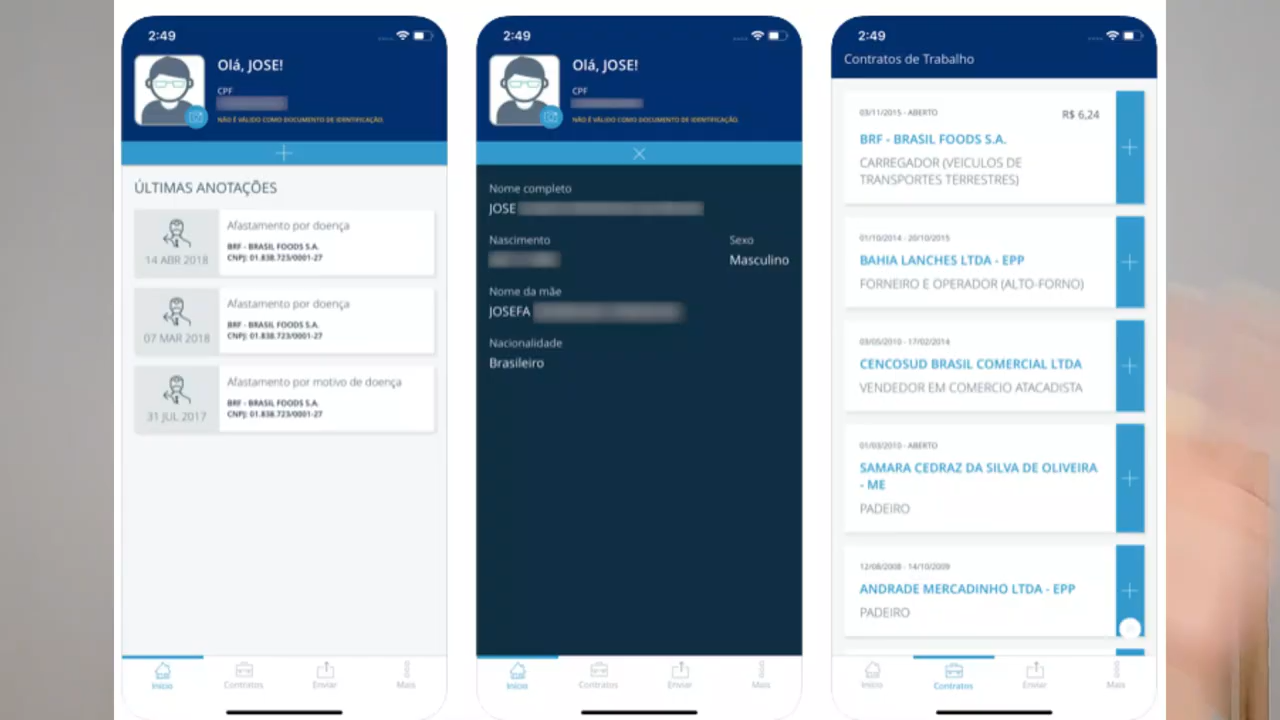 2:49
Olá, JOSE!
CPF
NÃO É VÁLIDO COMO DOCUMENTO DE IDENTIFICAÇÃO.
ÚLTIMAS ANOTAÇÕES
Afastamento por doença
BRF - BRASIL FOODS S.A.
CNPJ: 01.838.723/0001-27
14 ABR 2018
Afastamento por doença
BRF - BRASIL FOODS S.A.
CNPJ: 01.838.723/0001-27
07 MAR 2018
Afastamento por motivo de doença
BRF - BRASIL FOODS S.A.
CNPJ: 01.838.723/0001-27
31 JUL 2017
Início Contratos Enviar Mais
2:49
Olá, JOSE!
CPF
NÃO É VÁLIDO COMO DOCUMENTO DE IDENTIFICAÇÃO.
Nome completo
JOSE
Nascimento Sexo
Masculino
Nome da mãe
JOSEFA
Nacionalidade
Brasileiro
Início Contratos Enviar Mais
2:49
Contratos de Trabalho
03/11/2015 - ABERTO R$ 6,24
BRF - BRASIL FOODS S.A.
CARREGADOR (VEICULOS DE
TRANSPORTES TERRESTRES)
01/10/2014 - 20/10/2015
BAHIA LANCHES LTDA - EPP
FORNEIRO E OPERADOR (ALTO-FORNO)
03/05/2010 - 17/02/2014
CENCOSUD BRASIL COMERCIAL LTDA
VENDEDOR EM COMERCIO ATACADISTA
01/03/2010 - ABERTO
SAMARA CEDRAZ DA SILVA DE OLIVEIRA
- ME
PADEIRO
12/08/2008 - 14/10/2009
ANDRADE MERCADINHO LTDA - EPP
PADEIRO
Início Contratos Enviar Mais